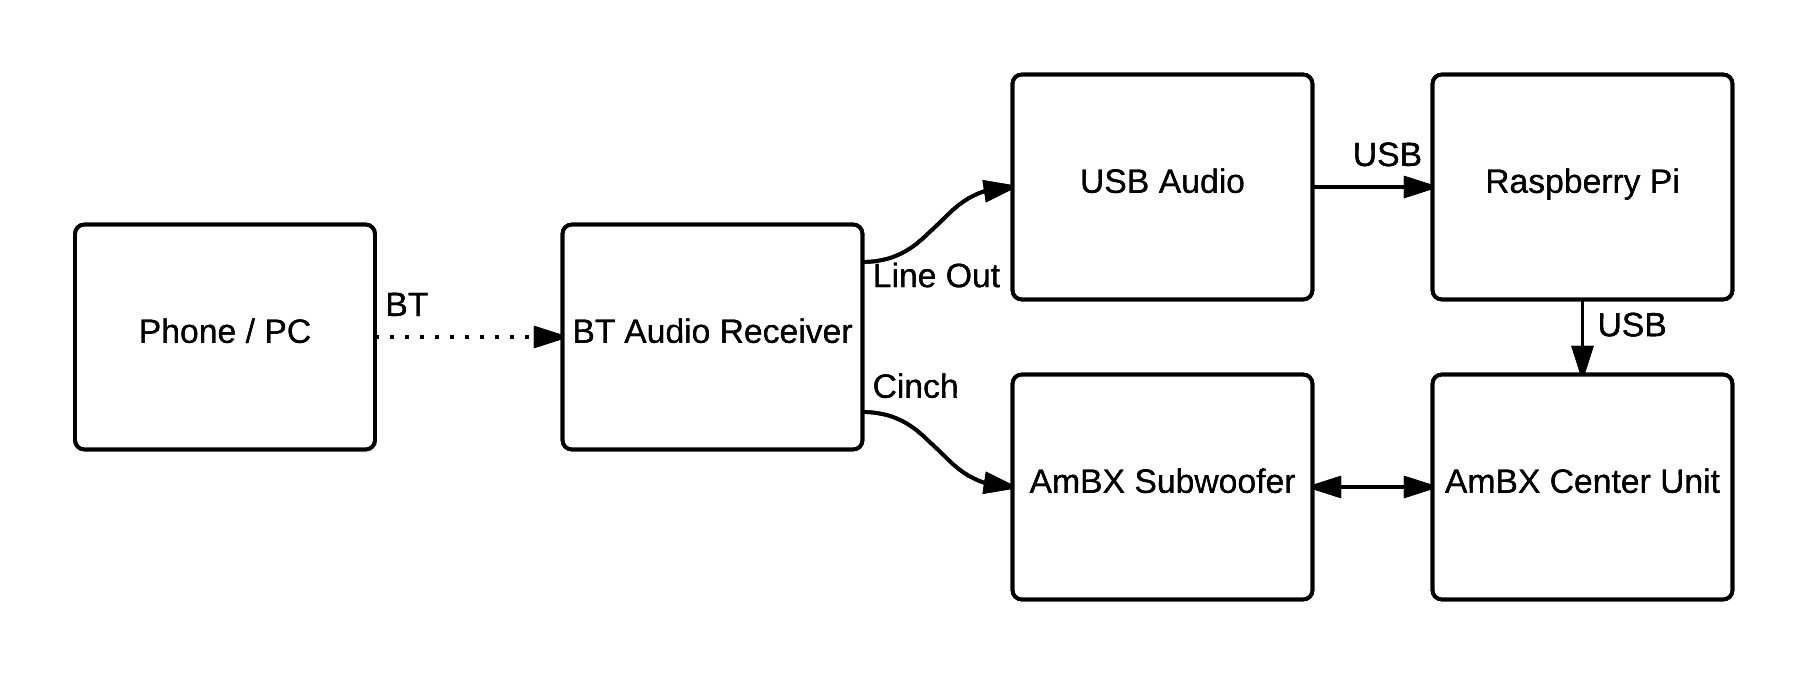 Phone / PC
BT
BT Audio Receiver
Line Out
Cinch
USB Audio
USB
Raspberry Pi
USB
AmBX Subwoofer
AmBX Center Unit